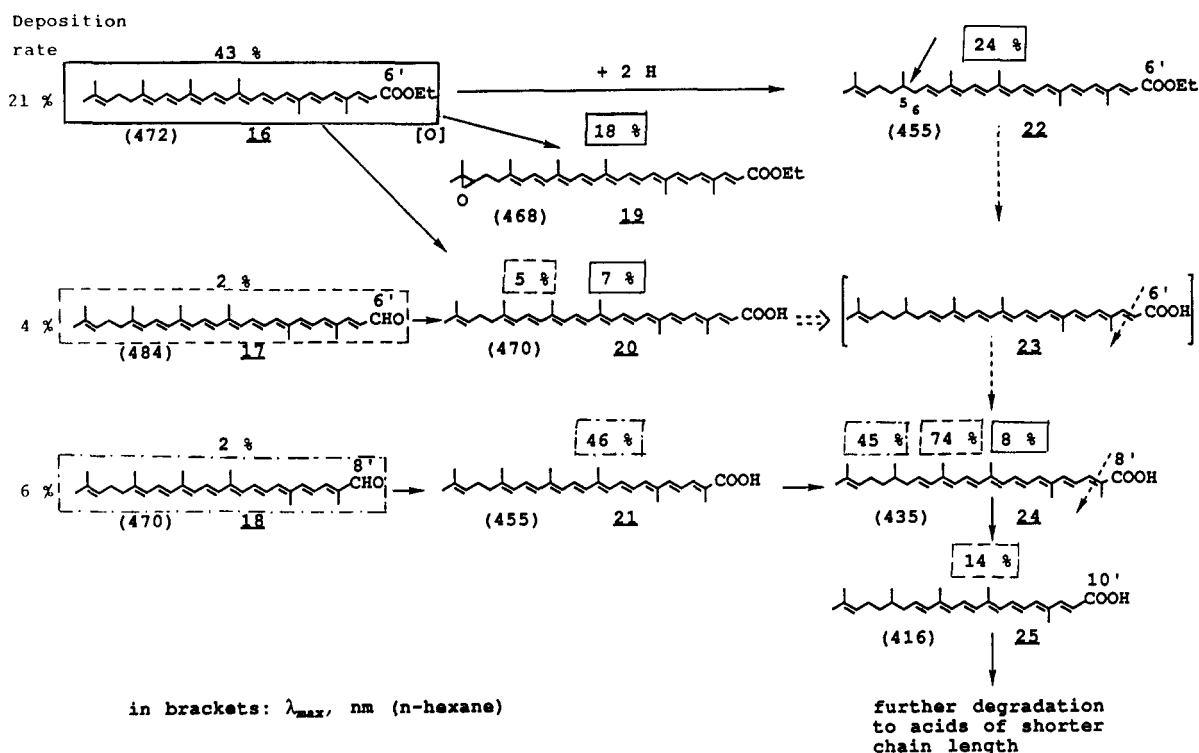 Deposition
rate
43 %
21 %
6'
COOEt
(472) 16 [O]
+ 2 H
24 %
6'
COOEt
5 6
(455) 22
18 %
O
COOEt
(468) 19
2 %
4 %
6'
CHO
(484) 17
5 % 7 %
COOH
(470) 20
6'
COOH
23
2 %
6 %
8'
CHO
(470) 18
46 %
COOH
(455) 21
45 % 74 % 8 %
8'
COOH
(435) 24
14 %
10'
COOH
(416) 25
in brackets: λmax, nm (n-hexane)
further degradation
to acids of shorter
chain length